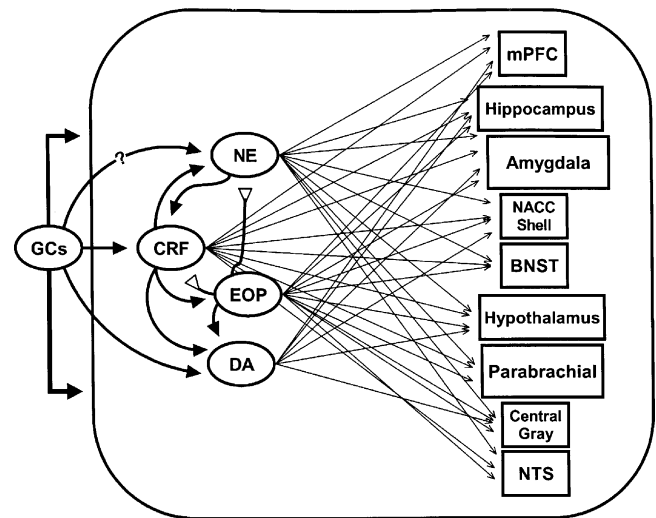 mPFC
Hippocampus
?
NE
Amygdala
NACC
Shell
GCs
CRF
BNST
EOP
Hypothalamus
DA
Parabrachial
Central
Gray
NTS